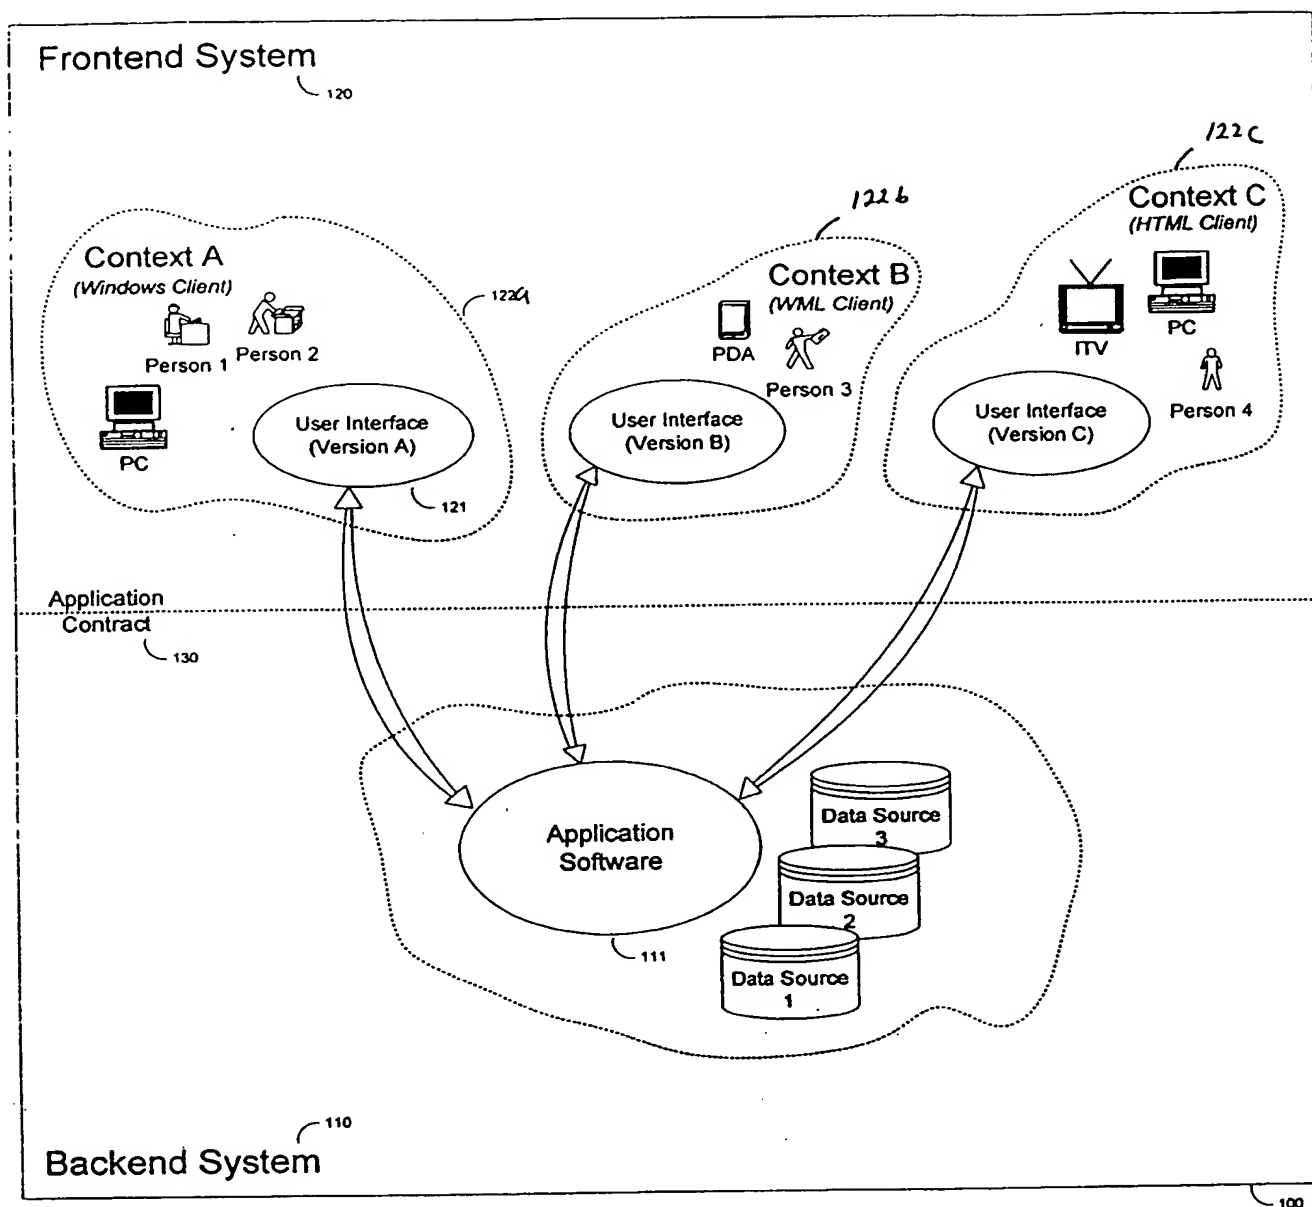 Frontend System
120
122c
Context C
(HTML Client)
ITV
PC
Person 4
User Interface
(Version C)
122b
Context B
(WML Client)
PDA
Person 3
User Interface
(Version B)
Context A
(Windows Client)
122a
Person 1
Person 2
PC
User Interface
(Version A)
121
Application
Contract
130
Application
Software
111
Data Source
3
Data Source
2
Data Source
1
110
Backend System
100